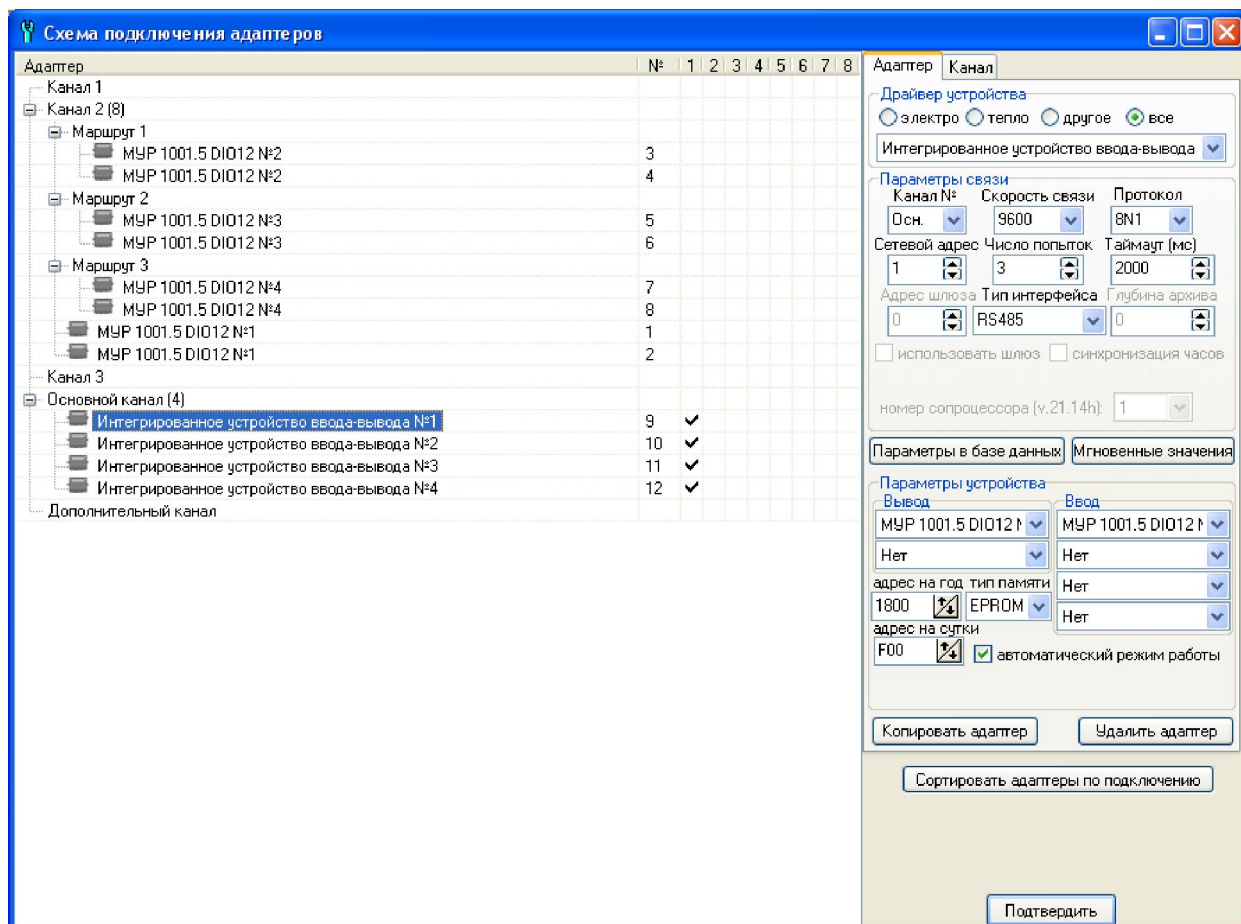 Схема подключения адаптеров
Адаптер № 1 2 3 4 5 6 7 8
Канал 1
Канал 2 (8)
Маршрут 1
МУР 1001.5 DIO12 №2 3
МУР 1001.5 DIO12 №2 4
Маршрут 2
МУР 1001.5 DIO12 №3 5
МУР 1001.5 DIO12 №3 6
Маршрут 3
МУР 1001.5 DIO12 №4 7
МУР 1001.5 DIO12 №4 8
МУР 1001.5 DIO12 №1 1
МУР 1001.5 DIO12 №1 2
Канал 3
Основной канал (4)
Интегрированное устройство ввода-вывода №1 9
Интегрированное устройство ввода-вывода №2 10
Интегрированное устройство ввода-вывода №3 11
Интегрированное устройство ввода-вывода №4 12
Дополнительный канал
Адаптер Канал
Драйвер устройства
электро тепло другое все
Интегрированное устройство ввода-вывода
Параметры связи
Канал № Скорость связи Протокол
Осн. 9600 8N1
Сетевой адрес Число попыток Таймаут (мс)
1 3 2000
Адрес шлюза Тип интерфейса Глубина архива
0 RS485 0
использовать шлюз синхронизация часов
номер сопроцессора (v.21.14h): 1
Параметры в базе данных Мгновенные значения
Параметры устройства
Вывод Ввод
МУР 1001.5 DIO12 МУР 1001.5 DIO12
Нет Нет
адрес на год тип памяти Нет
1800 EPROM Нет
адрес на сутки
F00 автоматический режим работы
Копировать адаптер Удалить адаптер
Сортировать адаптеры по подключению
Подтвердить